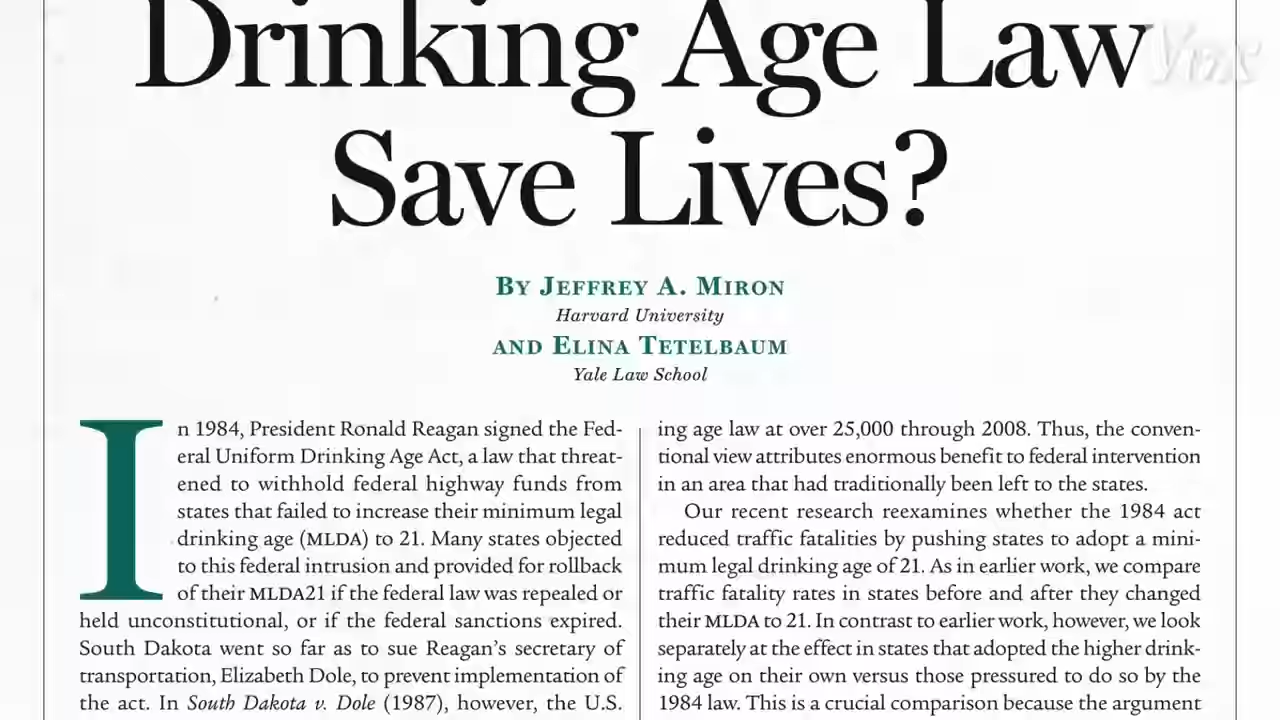 Drinking Age Law
Vox
Save Lives?
By Jeffrey A. Miron
Harvard University
and Elina Tetelbaum
Yale Law School
In 1984, President Ronald Reagan signed the Fed-
eral Uniform Drinking Age Act, a law that threat-
ened to withhold federal highway funds from
states that failed to increase their minimum legal
drinking age (MLDA) to 21. Many states objected
to this federal intrusion and provided for rollback
of their MLDA21 if the federal law was repealed or
held unconstitutional, or if the federal sanctions expired.
South Dakota went so far as to sue Reagan’s secretary of
transportation, Elizabeth Dole, to prevent implementation of
the act. In South Dakota v. Dole (1987), however, the U.S.
ing age law at over 25,000 through 2008. Thus, the conven-
tional view attributes enormous benefit to federal intervention
in an area that had traditionally been left to the states.
Our recent research reexamines whether the 1984 act
reduced traffic fatalities by pushing states to adopt a mini-
mum legal drinking age of 21. As in earlier work, we compare
traffic fatality rates in states before and after they changed
their MLDA to 21. In contrast to earlier work, however, we look
separately at the effect in states that adopted the higher drink-
ing age on their own versus those pressured to do so by the
1984 law. This is a crucial comparison because the argument